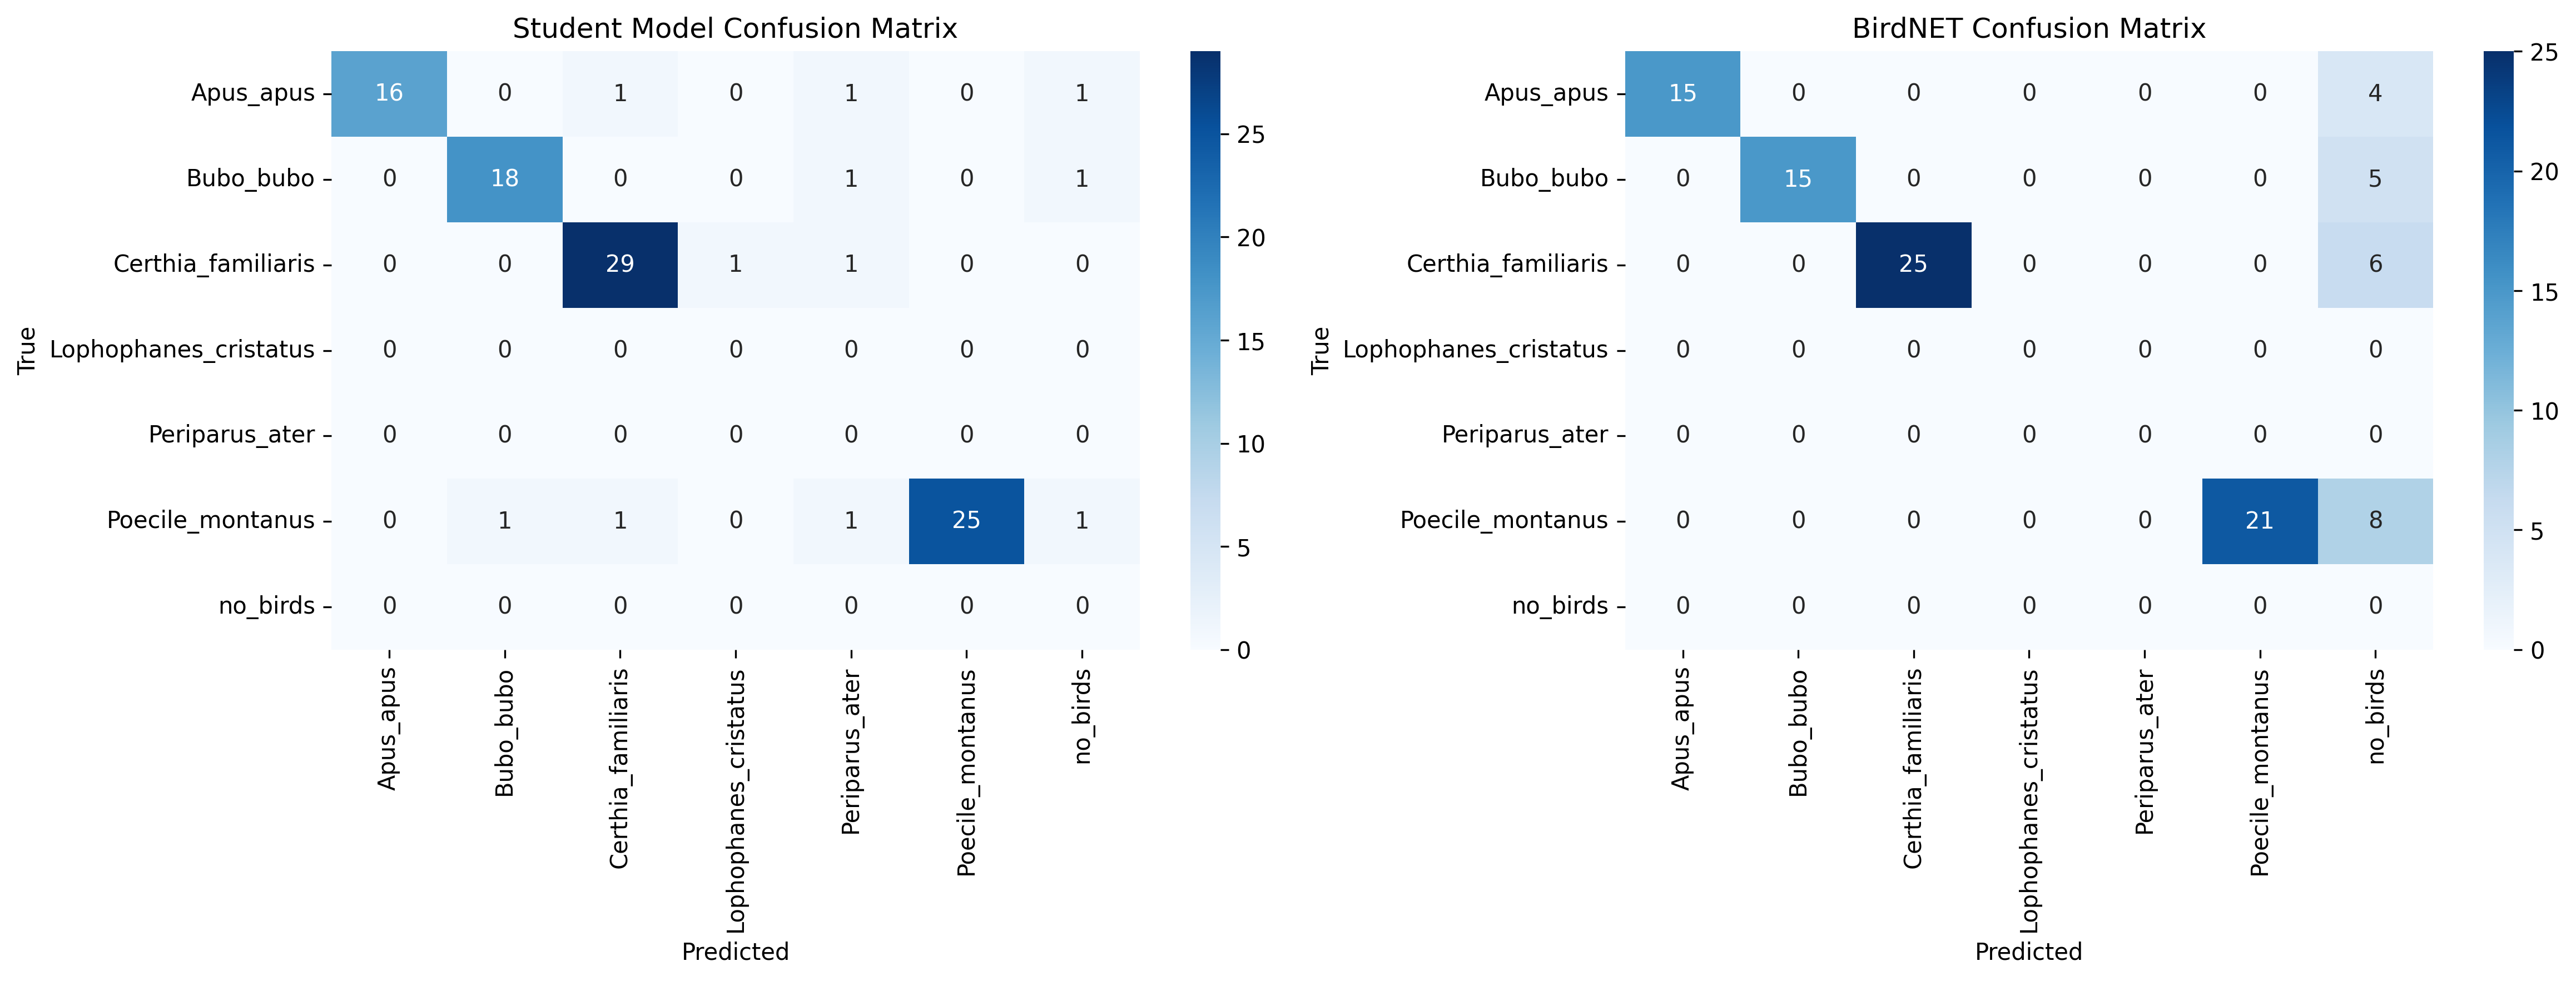 Student Model Confusion Matrix
True
Apus_apus 16 0 1 0 1 0 1
Bubo_bubo 0 18 0 0 1 0 1
Certhia_familiaris 0 0 29 1 1 0 0
Lophophanes_cristatus 0 0 0 0 0 0 0
Periparus_ater 0 0 0 0 0 0 0
Poecile_montanus 0 1 1 0 1 25 1
no_birds 0 0 0 0 0 0 0
Apus_apus
Bubo_bubo
Certhia_familiaris
Lophophanes_cristatus
Periparus_ater
Poecile_montanus
no_birds
Predicted
25
20
15
10
5
0
BirdNET Confusion Matrix
True
Apus_apus 15 0 0 0 0 0 4
Bubo_bubo 0 15 0 0 0 0 5
Certhia_familiaris 0 0 25 0 0 0 6
Lophophanes_cristatus 0 0 0 0 0 0 0
Periparus_ater 0 0 0 0 0 0 0
Poecile_montanus 0 0 0 0 0 21 8
no_birds 0 0 0 0 0 0 0
Apus_apus
Bubo_bubo
Certhia_familiaris
Lophophanes_cristatus
Periparus_ater
Poecile_montanus
no_birds
Predicted
25
20
15
10
5
0